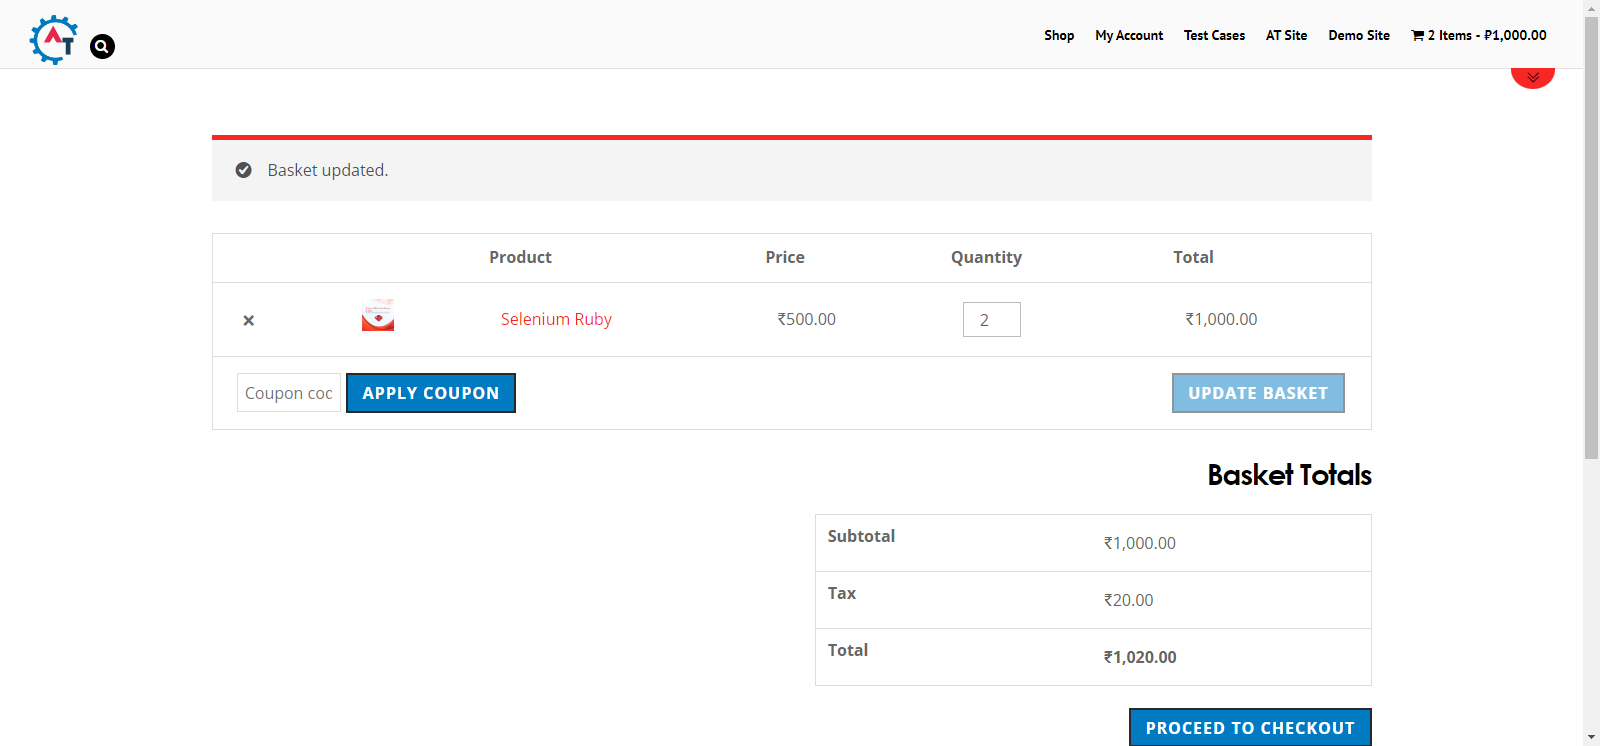 AT
Shop My Account Test Cases AT Site Demo Site 2 Items - ₽1,000.00
Basket updated.
Product Price Quantity Total
× Selenium Ruby ₹500.00 2 ₹1,000.00
Coupon coc APPLY COUPON UPDATE BASKET
Basket Totals
Subtotal ₹1,000.00
Tax ₹20.00
Total ₹1,020.00
PROCEED TO CHECKOUT